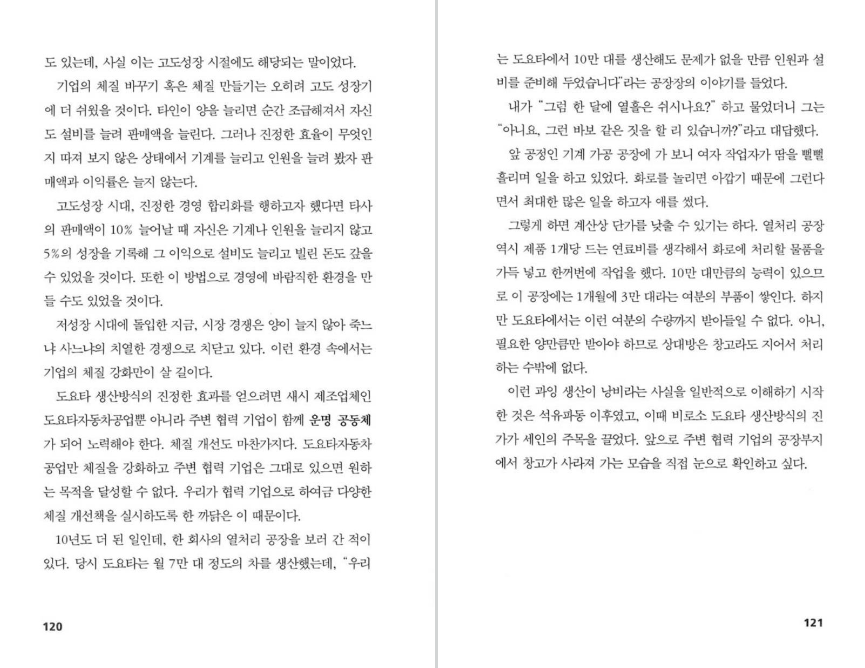 도 있는데, 사실 이는 고도성장 시절에도 해당되는 말이었다.
기업의 체질 바꾸기 혹은 체질 만들기는 오히려 고도 성장기
에 더 쉬웠을 것이다. 타인이 양을 늘리면 순간 조급해져서 자신
도 설비를 늘려 판매액을 늘린다. 그러나 진정한 효율이 무엇인
지 따져 보지 않은 상태에서 기계를 늘리고 인원을 늘려 봤자 판
매액과 이익률은 늘지 않는다.
고도성장 시대, 진정한 경영 합리화를 행하고자 했다면 타사
의 판매액이 10% 늘어날 때 자신은 기계나 인원을 늘리지 않고
5%의 성장을 기록해 그 이익으로 설비도 늘리고 빌린 돈도 갚을
수 있었을 것이다. 또한 이 방법으로 경영에 바람직한 환경을 만
들 수도 있었을 것이다.
저성장 시대에 돌입한 지금, 시장 경쟁은 양이 늘지 않아 죽느
냐 사느냐의 치열한 경쟁으로 치닫고 있다. 이런 환경 속에서는
기업의 체질 강화만이 살 길이다.
도요타 생산방식의 진정한 효과를 얻으려면 섀시 제조업체인
도요타자동차공업뿐 아니라 주변 협력 기업이 함께 운명 공동체
가 되어 노력해야 한다. 체질 개선도 마찬가지다. 도요타자동차
공업만 체질을 강화하고 주변 협력 기업은 그대로 있으면 원하
는 목적을 달성할 수 없다. 우리가 협력 기업으로 하여금 다양한
체질 개선책을 실시하도록 한 까닭은 이 때문이다.
10년도 더 된 일인데, 한 회사의 열처리 공장을 보러 간 적이
있다. 당시 도요타는 월 7만 대 정도의 차를 생산했는데, “우리
120
는 도요타에서 10만 대를 생산해도 문제가 없을 만큼 인원과 설
비를 준비해 두었습니다”라는 공장장의 이야기를 들었다.
내가 “그럼 한 달에 열흘은 쉬시나요?” 하고 물었더니 그는
“아니요, 그런 바보 같은 짓을 할 리 있습니까?”라고 대답했다.
앞 공정인 기계 가공 공장에 가 보니 여자 작업자가 땀을 뻘뻘
흘리며 일을 하고 있었다. 화로를 놀리면 아깝기 때문에 그런다
면서 최대한 많은 일을 하고자 애를 썼다.
그렇게 하면 계산상 단가를 낮출 수 있기는 하다. 열처리 공장
역시 제품 1개당 드는 연료비를 생각해서 화로에 처리할 물품을
가득 넣고 한꺼번에 작업을 했다. 10만 대만큼의 능력이 있으므
로 이 공장에는 1개월에 3만 대라는 여분의 부품이 쌓인다. 하지
만 도요타에서는 이런 여분의 수량까지 받아들일 수 없다. 아니,
필요한 양만큼만 받아야 하므로 상대방은 창고라도 지어서 처리
하는 수밖에 없다.
이런 과잉 생산이 낭비라는 사실을 일반적으로 이해하기 시작
한 것은 석유파동 이후였고, 이때 비로소 도요타 생산방식의 진
가가 세인의 주목을 끌었다. 앞으로 주변 협력 기업의 공장부지
에서 창고가 사라져 가는 모습을 직접 눈으로 확인하고 싶다.
121